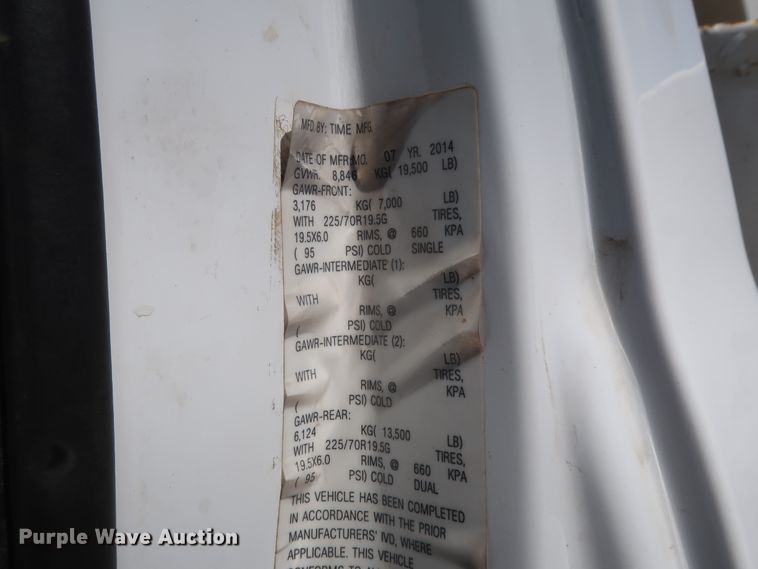 MFD BY: TIME MFG.
DATE OF MFR: MO. 07 YR. 2014
GVWR: 8,846 KG( 19,500 LB)
GAWR-FRONT:
3,176 KG( 7,000 LB)
WITH 225/70R19.5G TIRES,
19.5X6.0 RIMS, @ 660 KPA
( 95 PSI) COLD SINGLE
GAWR-INTERMEDIATE (1):
KG( LB)
WITH TIRES,
RIMS, @ KPA
( PSI) COLD
GAWR-INTERMEDIATE (2):
KG( LB)
WITH TIRES,
RIMS, @ KPA
( PSI) COLD
GAWR-REAR:
6,124 KG( 13,500 LB)
WITH 225/70R19.5G TIRES,
19.5X6.0 RIMS, @ 660 KPA
( 95 PSI) COLD DUAL
THIS VEHICLE HAS BEEN COMPLETED
IN ACCORDANCE WITH THE PRIOR
MANUFACTURERS' IVD, WHERE
APPLICABLE. THIS VEHICLE
Purple Wave Auction